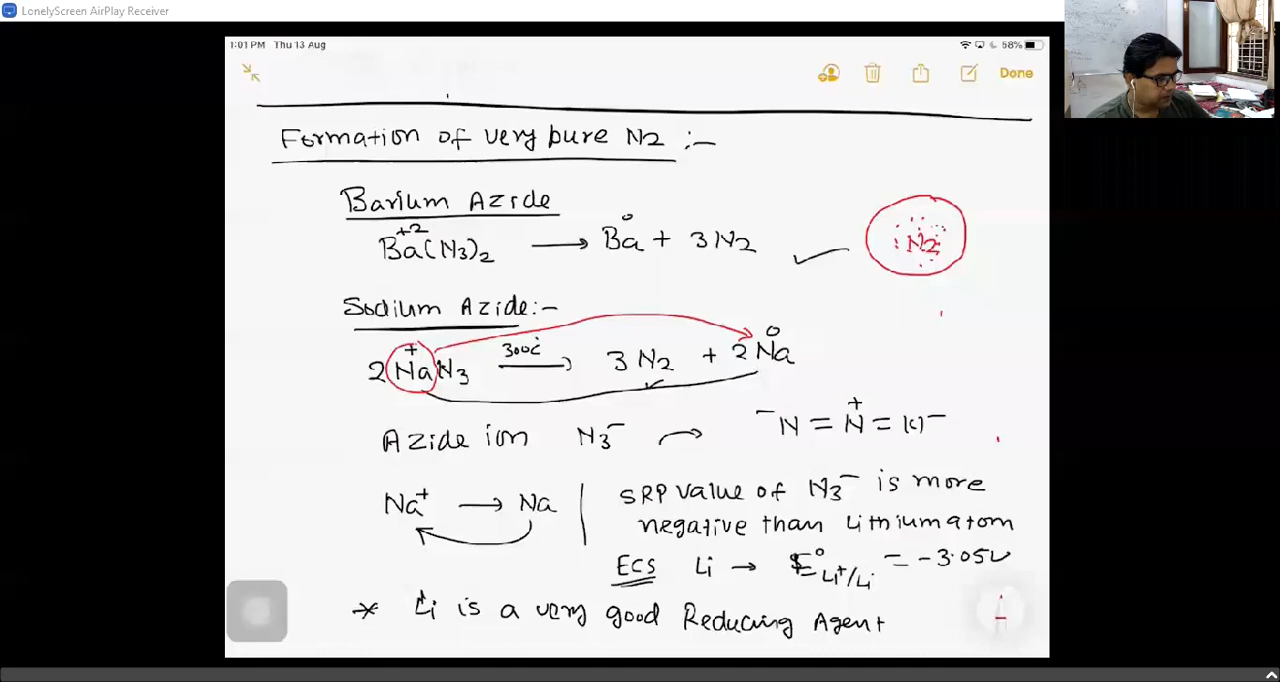 LonelyScreen AirPlay Receiver
1:01 PM Thu 13 Aug
58%
Done
Formation of very pure N2 :-
Barium Azide
+2 0
Ba(N3)2 → Ba + 3N2 ✓
N2
Sodium Azide:-
+ 0
2NaN3 300c → 3N2 + 2Na
Azide ion N3⁻ → ⁻N = N⁺ = N⁻
Na⁺ → Na
SRP value of N3⁻ is more
negative than Lithium atom
ECS Li → E°Li⁺/Li = -3.05V
* Li is a very good Reducing Agent
A